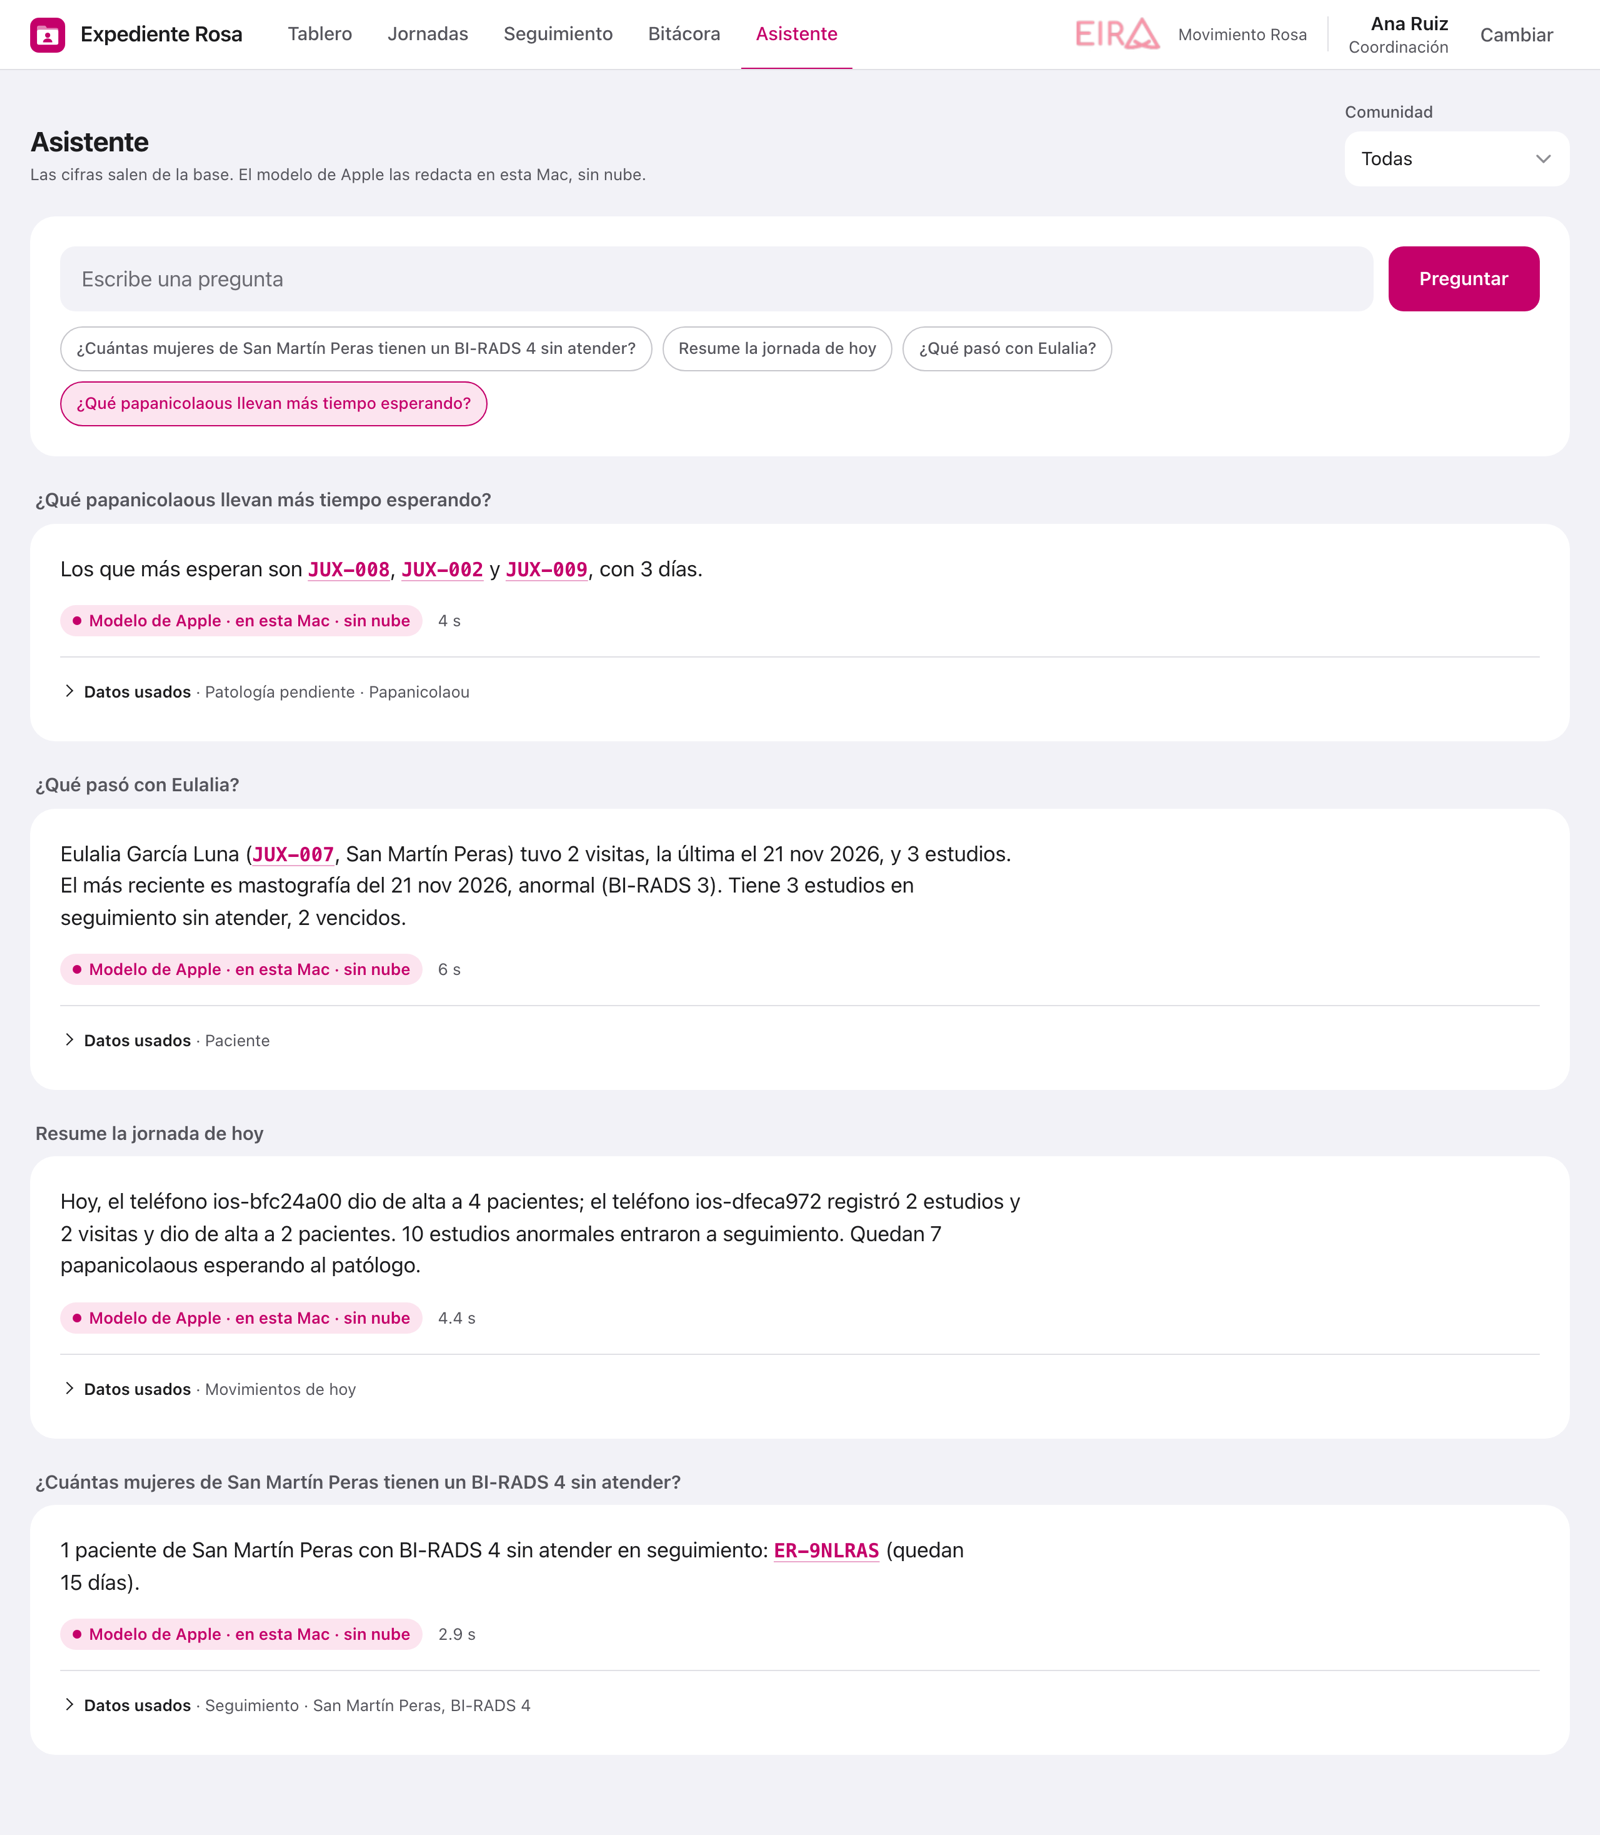 Expediente Rosa
Tablero
Jornadas
Seguimiento
Bitácora
Asistente
EIRA
Movimiento Rosa
Ana Ruiz
Coordinación
Cambiar
Asistente
Las cifras salen de la base. El modelo de Apple las redacta en esta Mac, sin nube.
Comunidad
Todas
Escribe una pregunta
Preguntar
¿Cuántas mujeres de San Martín Peras tienen un BI-RADS 4 sin atender?
Resume la jornada de hoy
¿Qué pasó con Eulalia?
¿Qué papanicolaous llevan más tiempo esperando?
¿Qué papanicolaous llevan más tiempo esperando?
Los que más esperan son JUX-008, JUX-002 y JUX-009, con 3 días.
Modelo de Apple · en esta Mac · sin nube 4 s
Datos usados · Patología pendiente · Papanicolaou
¿Qué pasó con Eulalia?
Eulalia García Luna (JUX-007, San Martín Peras) tuvo 2 visitas, la última el 21 nov 2026, y 3 estudios.
El más reciente es mastografía del 21 nov 2026, anormal (BI-RADS 3). Tiene 3 estudios en
seguimiento sin atender, 2 vencidos.
Modelo de Apple · en esta Mac · sin nube 6 s
Datos usados · Paciente
Resume la jornada de hoy
Hoy, el teléfono ios-bfc24a00 dio de alta a 4 pacientes; el teléfono ios-dfeca972 registró 2 estudios y
2 visitas y dio de alta a 2 pacientes. 10 estudios anormales entraron a seguimiento. Quedan 7
papanicolaous esperando al patólogo.
Modelo de Apple · en esta Mac · sin nube 4.4 s
Datos usados · Movimientos de hoy
¿Cuántas mujeres de San Martín Peras tienen un BI-RADS 4 sin atender?
1 paciente de San Martín Peras con BI-RADS 4 sin atender en seguimiento: ER-9NLRAS (quedan
15 días).
Modelo de Apple · en esta Mac · sin nube 2.9 s
Datos usados · Seguimiento · San Martín Peras, BI-RADS 4